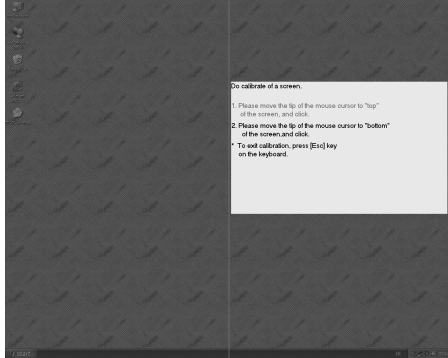 Do calibrate of a screen.
1. Please move the tip of the mouse cursor to "top"
of the screen, and click.
2. Please move the tip of the mouse cursor to "bottom"
of the screen,and click.
* To exit calibration, press [Esc] key
on the keyboard.
start